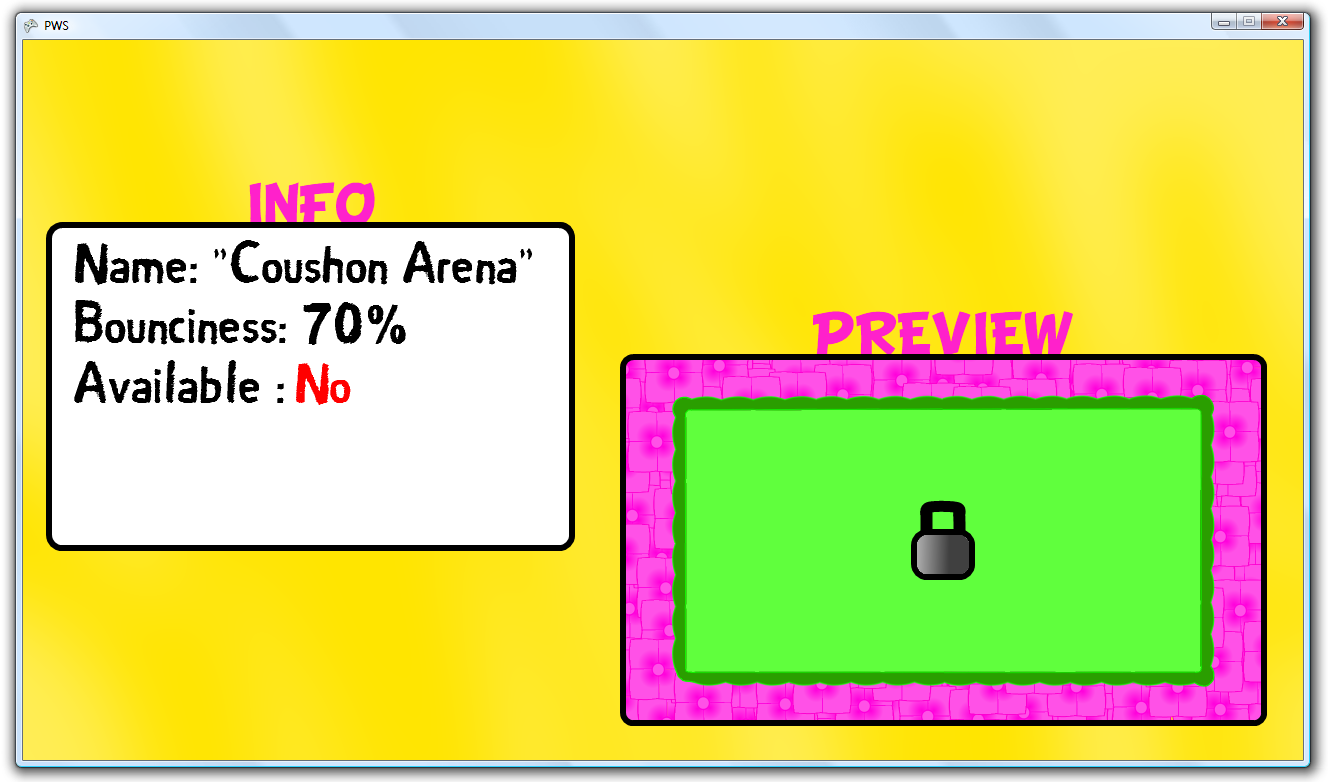 PWS
INFO
Name: "Coushon Arena"
Bounciness: 70%
Available : No
PREVIEW